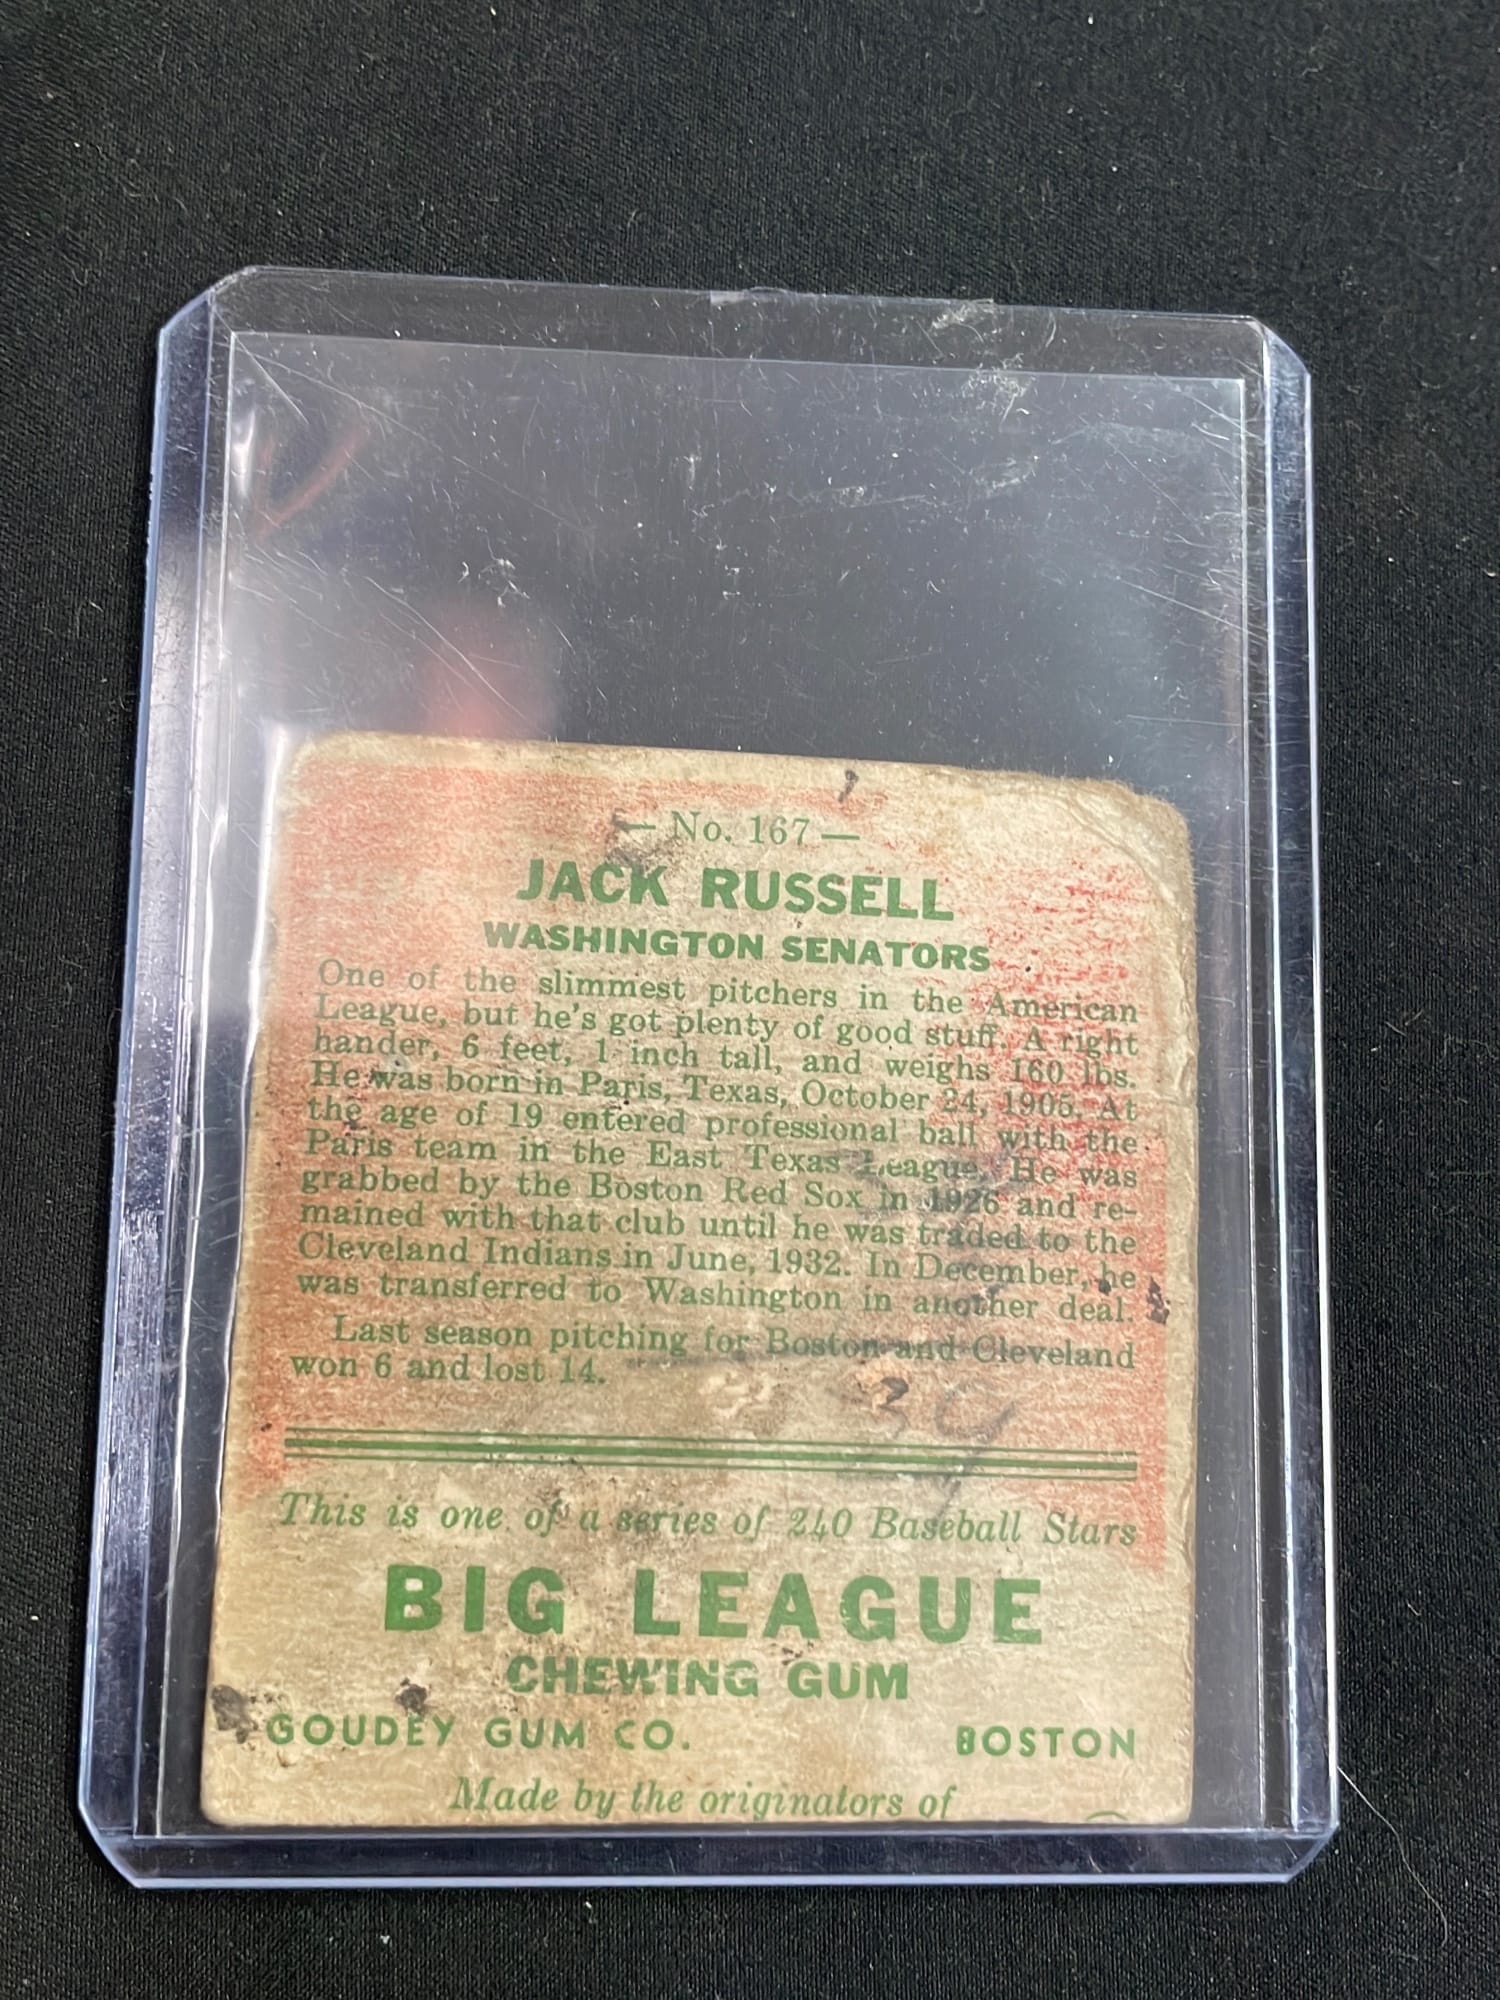 — No. 167 —
JACK RUSSELL
WASHINGTON SENATORS
One of the slimmest pitchers in the American
League, but he's got plenty of good stuff. A right
hander, 6 feet, 1 inch tall, and weighs 160 lbs.
He was born in Paris, Texas, October 24, 1905. At
the age of 19 entered professional ball with the
Paris team in the East Texas League. He was
grabbed by the Boston Red Sox in 1926 and re-
mained with that club until he was traded to the
Cleveland Indians in June, 1932. In December, he
was transferred to Washington in another deal.
Last season pitching for Boston and Cleveland
won 6 and lost 14.
This is one of a series of 240 Baseball Stars
BIG LEAGUE
CHEWING GUM
GOUDEY GUM CO. BOSTON
Made by the originators of